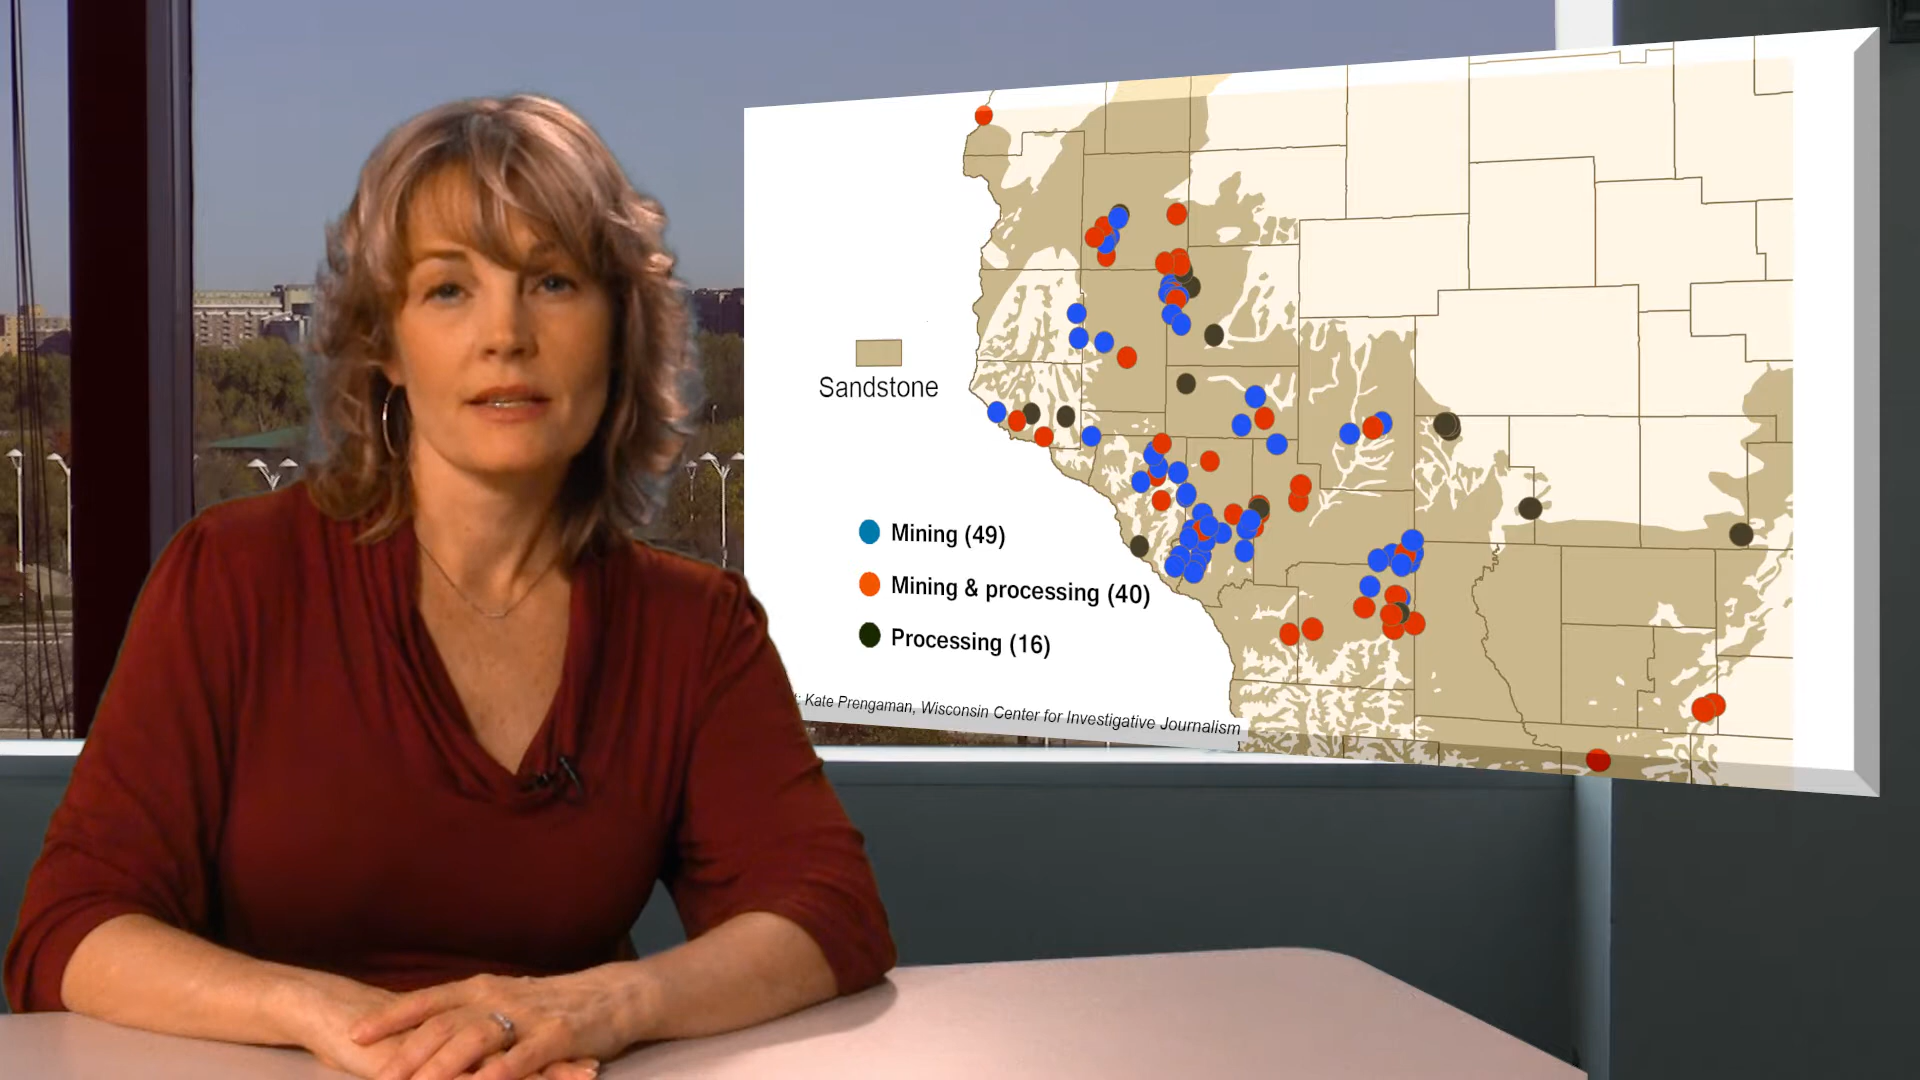 Sandstone
Mining (49)
Mining & processing (40)
Processing (16)
: Kate Prengaman, Wisconsin Center for Investigative Journalism